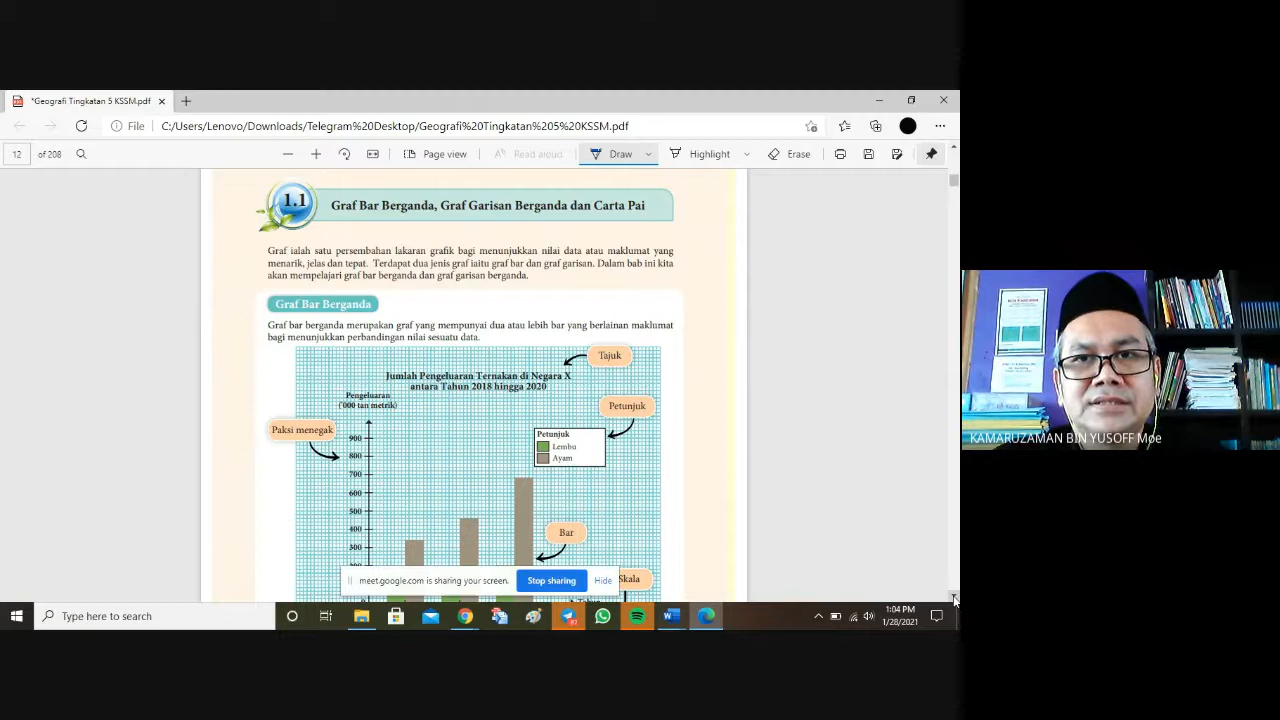 *Geografi Tingkatan 5 KSSM.pdf
File
C:/Users/Lenovo/Downloads/Telegram%20Desktop/Geografi%20Tingkatan%205%20KSSM.pdf
12 of 208
Page view
Read aloud
Draw
Highlight
Erase
1.1
Graf Bar Berganda, Graf Garisan Berganda dan Carta Pai
Graf ialah satu persembahan lakaran grafik bagi menunjukkan nilai data atau maklumat yang
menarik, jelas dan tepat. Terdapat dua jenis graf iaitu graf bar dan graf garisan. Dalam bab ini kita
akan mempelajari graf bar berganda dan graf garisan berganda.
Graf Bar Berganda
Graf bar berganda merupakan graf yang mempunyai dua atau lebih bar yang berlainan maklumat
bagi menunjukkan perbandingan nilai sesuatu data.
Tajuk
Jumlah Pengeluaran Ternakan di Negara X
antara Tahun 2018 hingga 2020
Pengeluaran
('000 tan metrik)
Petunjuk
Paksi menegak
Petunjuk
Lembu
Ayam
900
800
700
600
500
400
300
Bar
Skala
meet.google.com is sharing your screen.
Stop sharing
Hide
KAMARUZAMAN BIN YUSOFF Moe
Type here to search
1:04 PM
1/28/2021